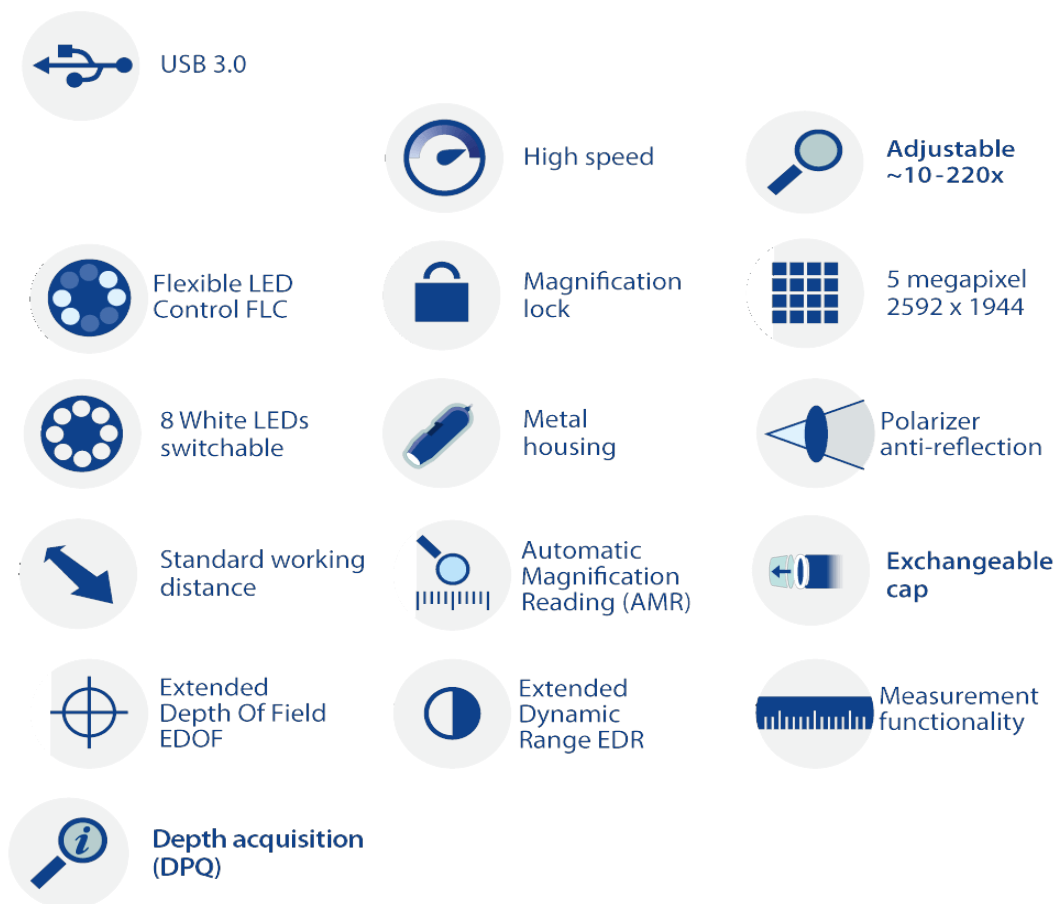 USB 3.0
High speed
Adjustable
~10-220x
Flexible LED
Control FLC
Magnification
lock
5 megapixel
2592 x 1944
8 White LEDs
switchable
Metal
housing
Polarizer
anti-reflection
Standard working
distance
Automatic
Magnification
Reading (AMR)
Exchangeable
cap
Extended
Depth Of Field
EDOF
Extended
Dynamic
Range EDR
Measurement
functionality
i
Depth acquisition
(DPQ)